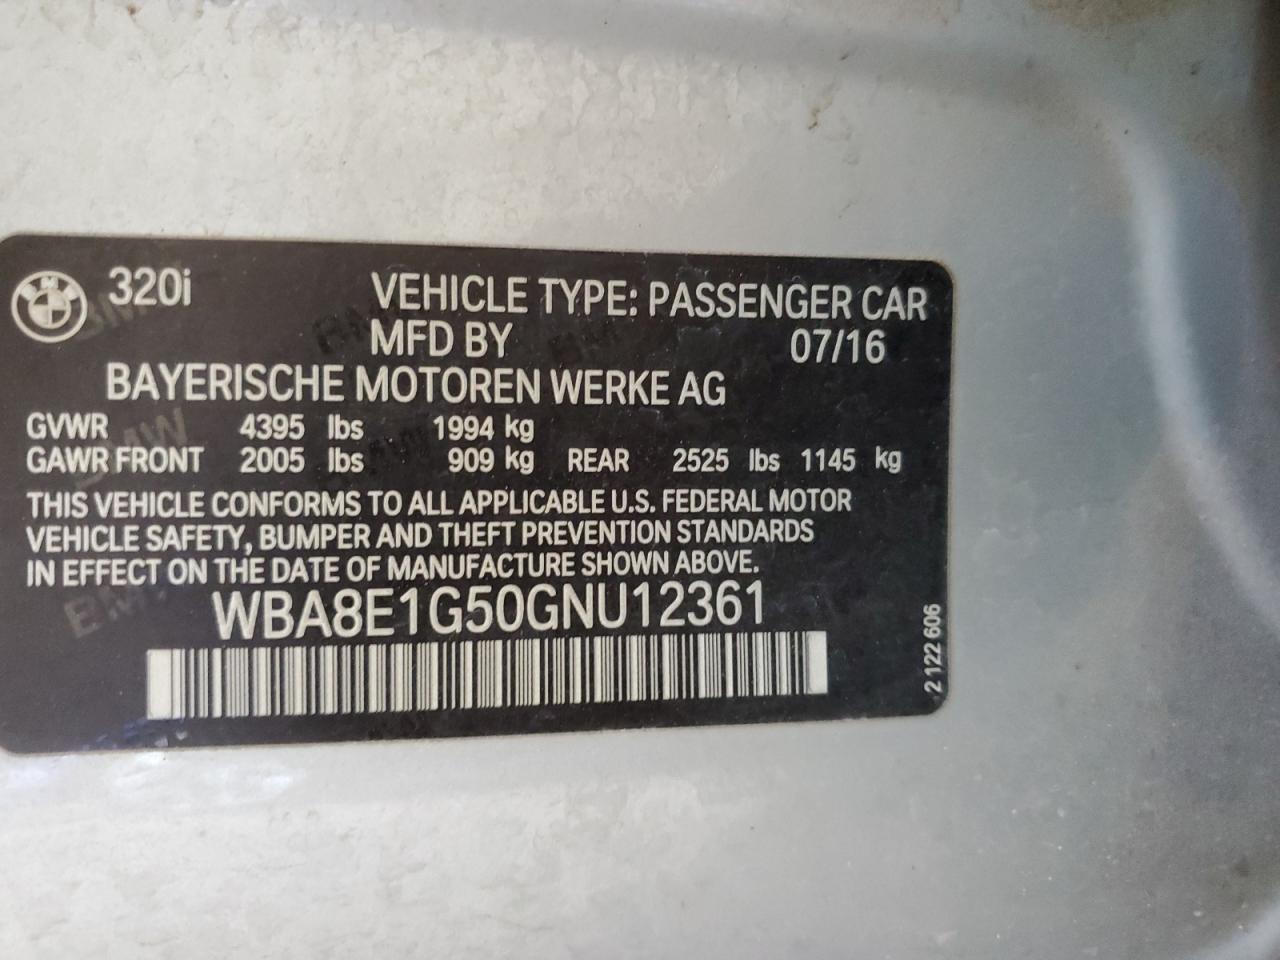 BMW 320i VEHICLE TYPE: PASSENGER CAR
MFD BY 07/16
BAYERISCHE MOTOREN WERKE AG
GVWR 4395 lbs 1994 kg
GAWR FRONT 2005 lbs 909 kg REAR 2525 lbs 1145 kg
THIS VEHICLE CONFORMS TO ALL APPLICABLE U.S. FEDERAL MOTOR
VEHICLE SAFETY, BUMPER AND THEFT PREVENTION STANDARDS
IN EFFECT ON THE DATE OF MANUFACTURE SHOWN ABOVE.
WBA8E1G50GNU12361
2 122 606